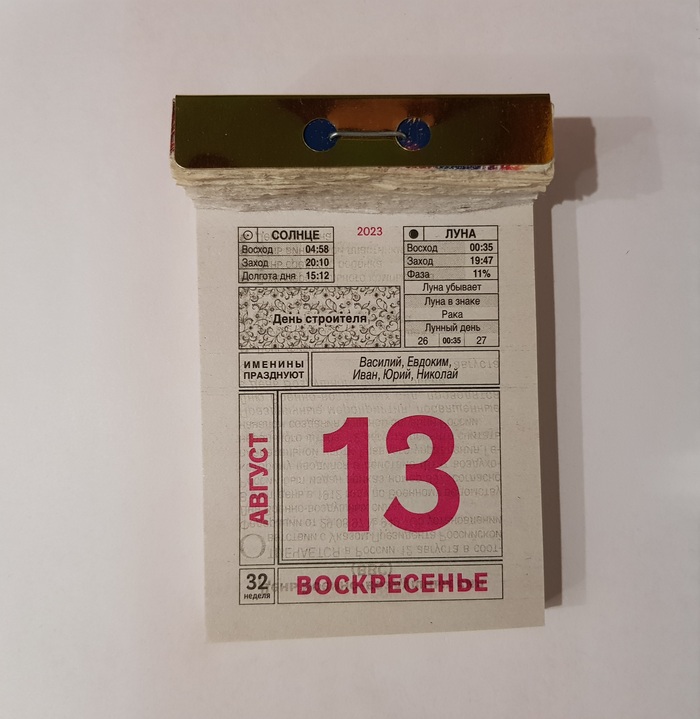 СОЛНЦЕ
Восход 04:58
Заход 20:10
Долгота дня 15:12
2023
ЛУНА
Восход 00:35
Заход 19:47
Фаза 11%
Луна убывает
Луна в знаке
Рака
Лунный день
26 00:35 27
День строителя
ИМЕНИНЫ
ПРАЗДНУЮТ
Василий, Евдоким,
Иван, Юрий, Николай
АВГУСТ
13
32
неделя
ВОСКРЕСЕНЬЕ